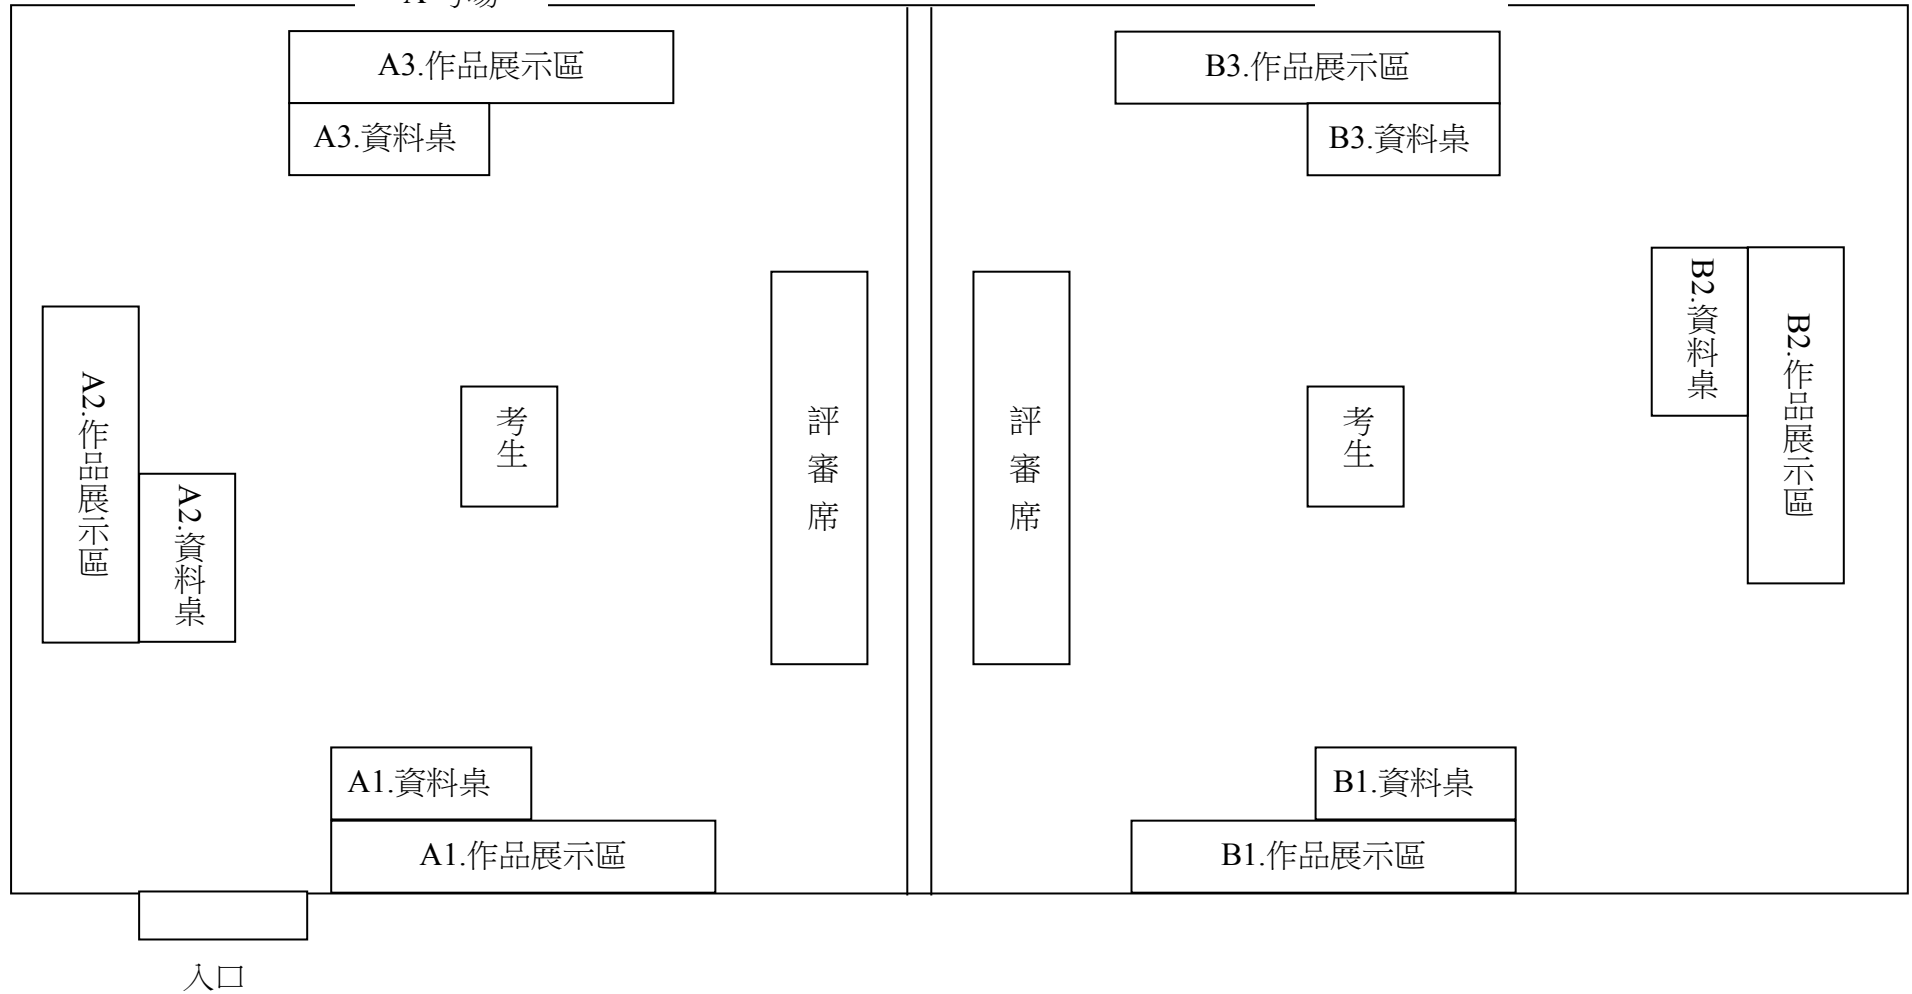 A3.作品展示區
B3.作品展示區
A3.資料桌
B3.資料桌
A2.作品展示區
A2.資料桌
考生
評審席
評審席
考生
B2.資料桌
B2.作品展示區
A1.資料桌
B1.資料桌
A1.作品展示區
B1.作品展示區
入口